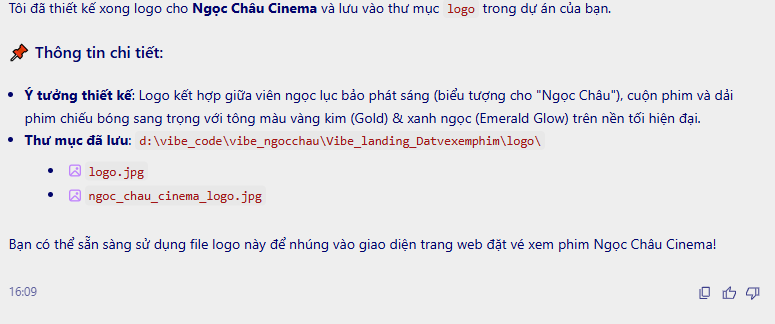 Tôi đã thiết kế xong logo cho Ngọc Châu Cinema và lưu vào thư mục logo trong dự án của bạn.
Thông tin chi tiết:
Ý tưởng thiết kế: Logo kết hợp giữa viên ngọc lục bảo phát sáng (biểu tượng cho "Ngọc Châu"), cuộn phim và dải
phim chiếu bóng sang trọng với tông màu vàng kim (Gold) & xanh ngọc (Emerald Glow) trên nền tối hiện đại.
Thư mục đã lưu: d:\vibe_code\vibe_ngocchau\Vibe_landing_Datvexemphim\logo\
logo.jpg
ngoc_chau_cinema_logo.jpg
Bạn có thể sẵn sàng sử dụng file logo này để nhúng vào giao diện trang web đặt vé xem phim Ngọc Châu Cinema!
16:09